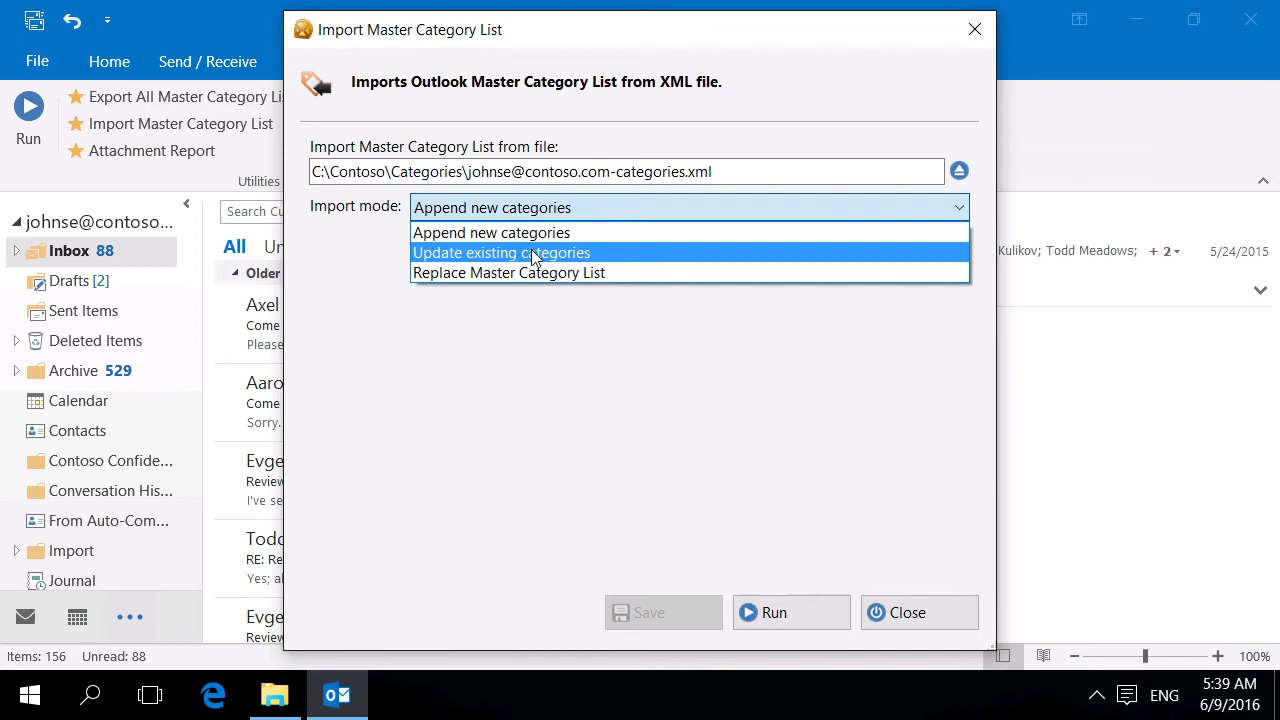 Import Master Category List
File
Home
Send / Receive
Run
Export All Master Category Li
Import Master Category List
Attachment Report
Utilities
Imports Outlook Master Category List from XML file.
Import Master Category List from file:
C:\Contoso\Categories\johnse@contoso.com-categories.xml
Import mode:
Append new categories
Append new categories
Update existing categories
Replace Master Category List
Save
Run
Close
johnse@contoso...
Inbox 88
Drafts [2]
Sent Items
Deleted Items
Archive 529
Calendar
Contacts
Contoso Confide...
Conversation His...
From Auto-Com...
Import
Journal
Search Cu
All Un
Older
Axel
Come
Please
Aaro
Come
Sorry.
Evge
Review
I've se
Todd
RE: Re
Yes; al
Evge
Review
Kulikov; Todd Meadows; + 2
5/24/2015
Items: 156 Unread: 88
100%
ENG
5:39 AM
6/9/2016